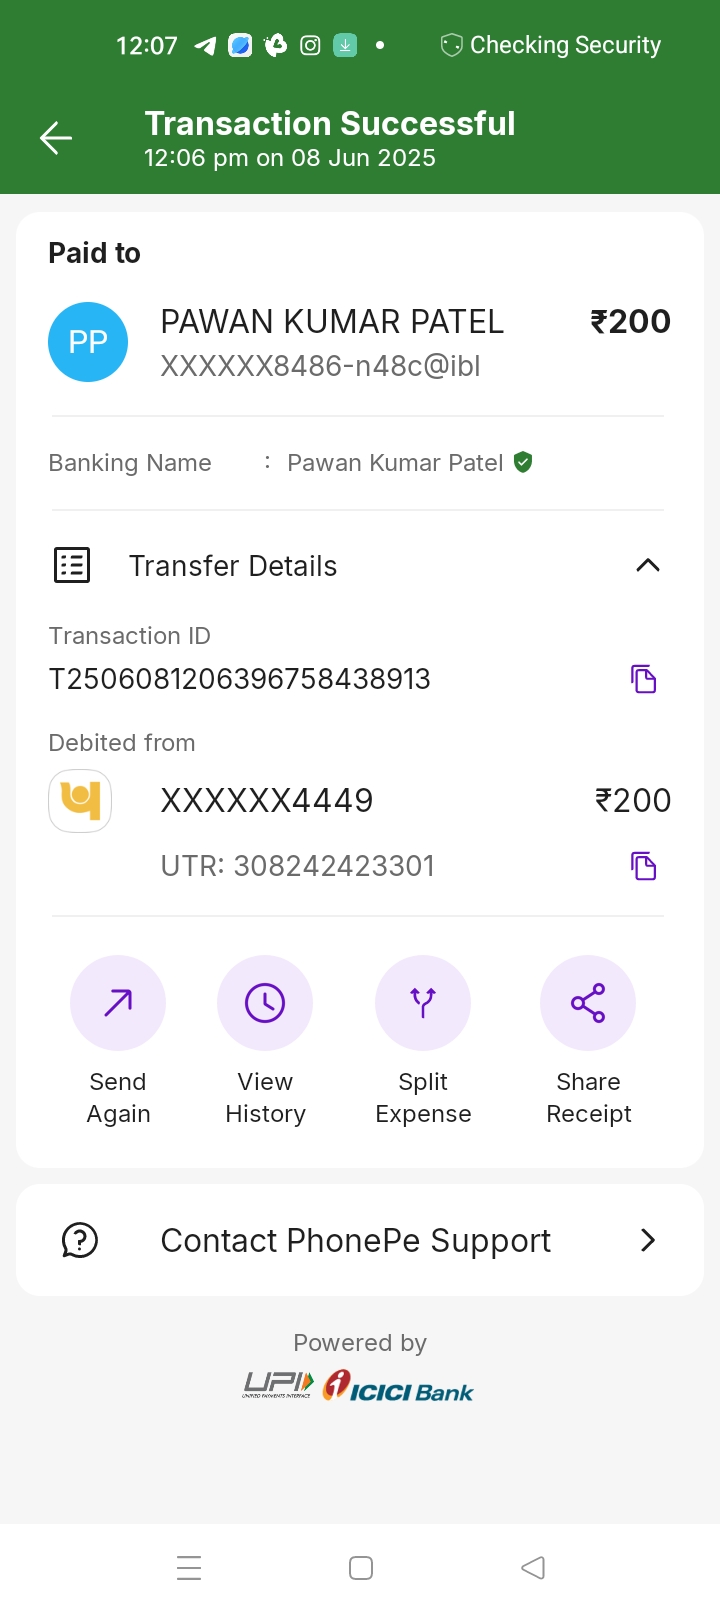 12:07
Checking Security
Transaction Successful
12:06 pm on 08 Jun 2025
Paid to
PP
PAWAN KUMAR PATEL
₹200
XXXXXX8486-n48c@ibl
Banking Name : Pawan Kumar Patel
Transfer Details
Transaction ID
T2506081206396758438913
Debited from
XXXXXX4449
₹200
UTR: 308242423301
Send Again
View History
Split Expense
Share Receipt
Contact PhonePe Support
Powered by
UPI
UNIFIED PAYMENTS INTERFACE
ICICI Bank